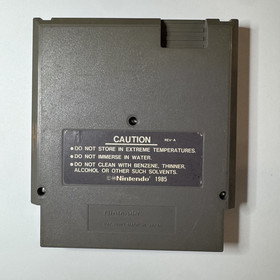 CAUTION REV-A
●DO NOT STORE IN EXTREME TEMPERATURES.
●DO NOT IMMERSE IN WATER.
●DO NOT CLEAN WITH BENZENE, THINNER,
ALCOHOL OR OTHER SUCH SOLVENTS.
©®Nintendo® 1985
Nintendo